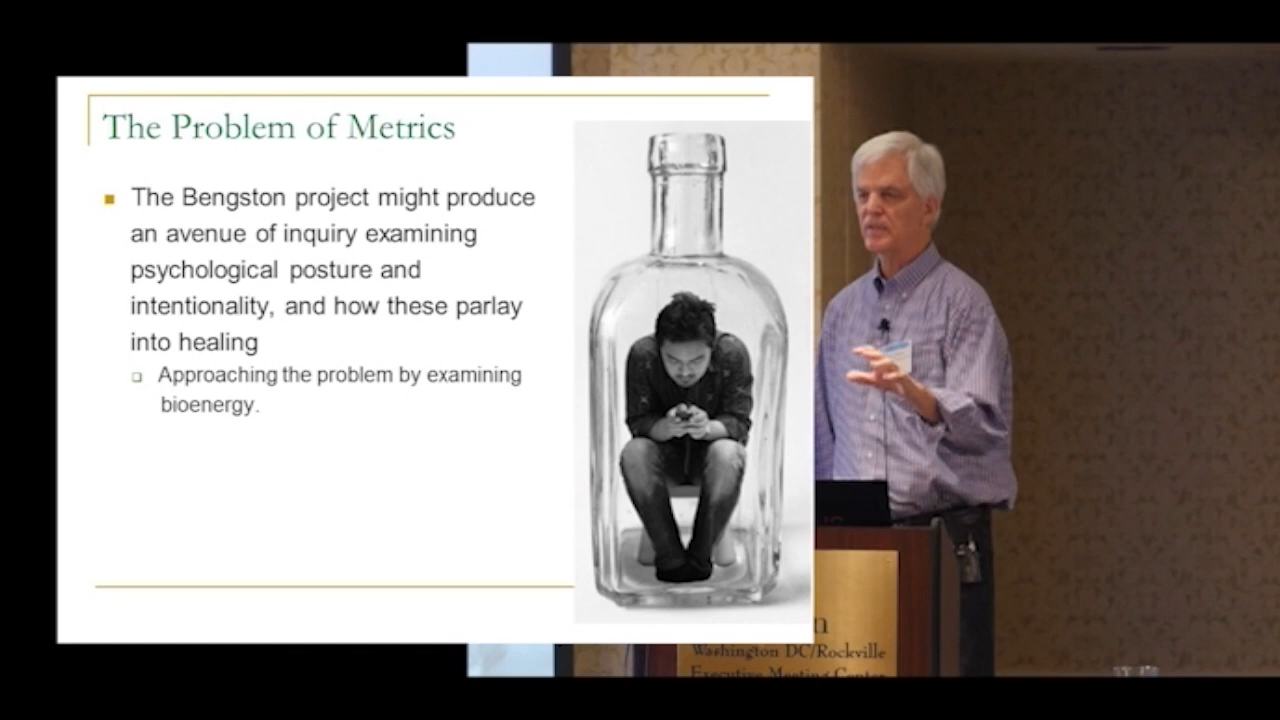 The Problem of Metrics
The Bengston project might produce
an avenue of inquiry examining
psychological posture and
intentionality, and how these parlay
into healing
Approaching the problem by examining
bioenergy.
n
Washington DC/Rockville
Executive Meeting Center